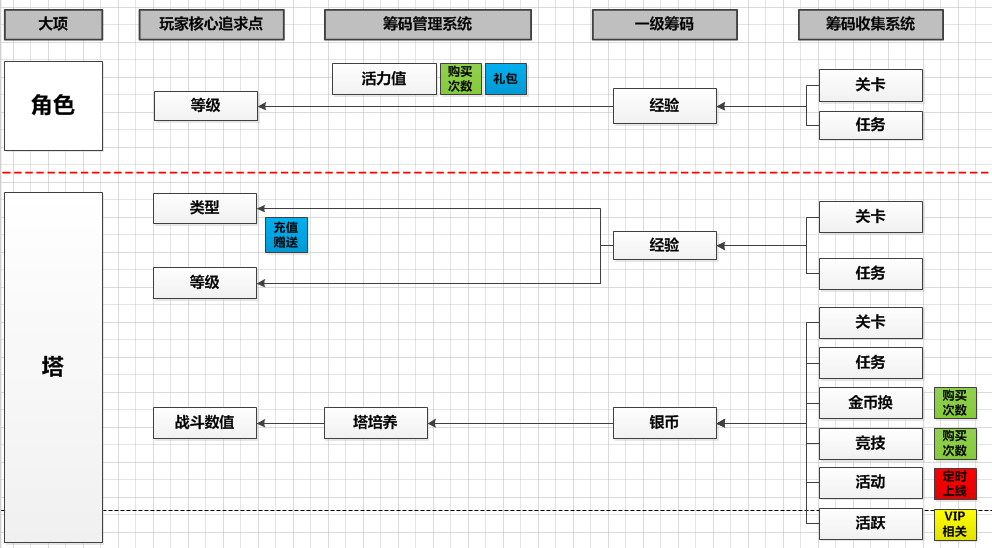 大项
玩家核心追求点
筹码管理系统
一级筹码
筹码收集系统
角色
等级
活力值
购买
次数
礼包
经验
关卡
任务
塔
类型
充值
赠送
等级
经验
关卡
任务
战斗数值
塔培养
银币
关卡
任务
金币换
购买
次数
竞技
购买
次数
活动
定时
上线
活跃
VIP
相关